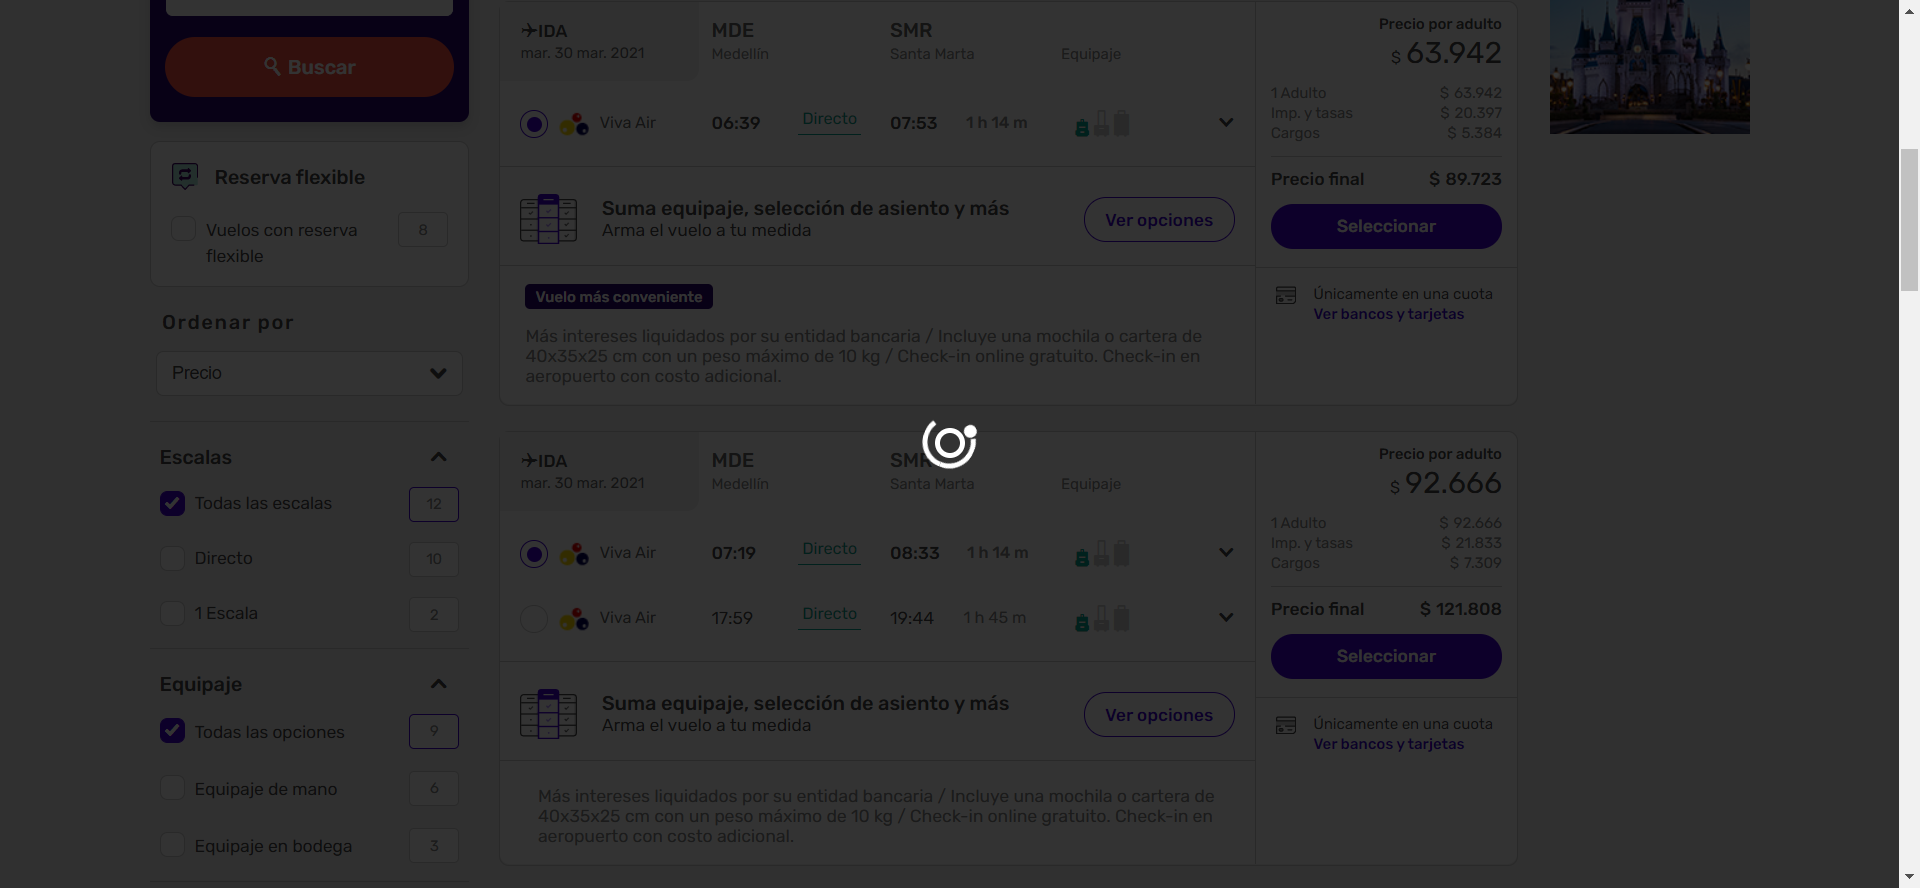 Buscar
Reserva flexible
Vuelos con reserva
flexible
8
Ordenar por
Precio
Escalas
Todas las escalas 12
Directo 10
1 Escala 2
Equipaje
Todas las opciones 9
Equipaje de mano 6
Equipaje en bodega 3
IDA MDE SMR
mar. 30 mar. 2021 Medellín Santa Marta Equipaje
Viva Air 06:39 Directo 07:53 1 h 14 m
Suma equipaje, selección de asiento y más
Arma el vuelo a tu medida
Ver opciones
Vuelo más conveniente
Más intereses liquidados por su entidad bancaria / Incluye una mochila o cartera de
40x35x25 cm con un peso máximo de 10 kg / Check-in online gratuito. Check-in en
aeropuerto con costo adicional.
Precio por adulto
$ 63.942
1 Adulto $ 63.942
Imp. y tasas $ 20.397
Cargos $ 5.384
Precio final $ 89.723
Seleccionar
Únicamente en una cuota
Ver bancos y tarjetas
IDA MDE SMR
mar. 30 mar. 2021 Medellín Santa Marta Equipaje
Viva Air 07:19 Directo 08:33 1 h 14 m
Viva Air 17:59 Directo 19:44 1 h 45 m
Suma equipaje, selección de asiento y más
Arma el vuelo a tu medida
Ver opciones
Más intereses liquidados por su entidad bancaria / Incluye una mochila o cartera de
40x35x25 cm con un peso máximo de 10 kg / Check-in online gratuito. Check-in en
aeropuerto con costo adicional.
Precio por adulto
$ 92.666
1 Adulto $ 92.666
Imp. y tasas $ 21.833
Cargos $ 7.309
Precio final $ 121.808
Seleccionar
Únicamente en una cuota
Ver bancos y tarjetas